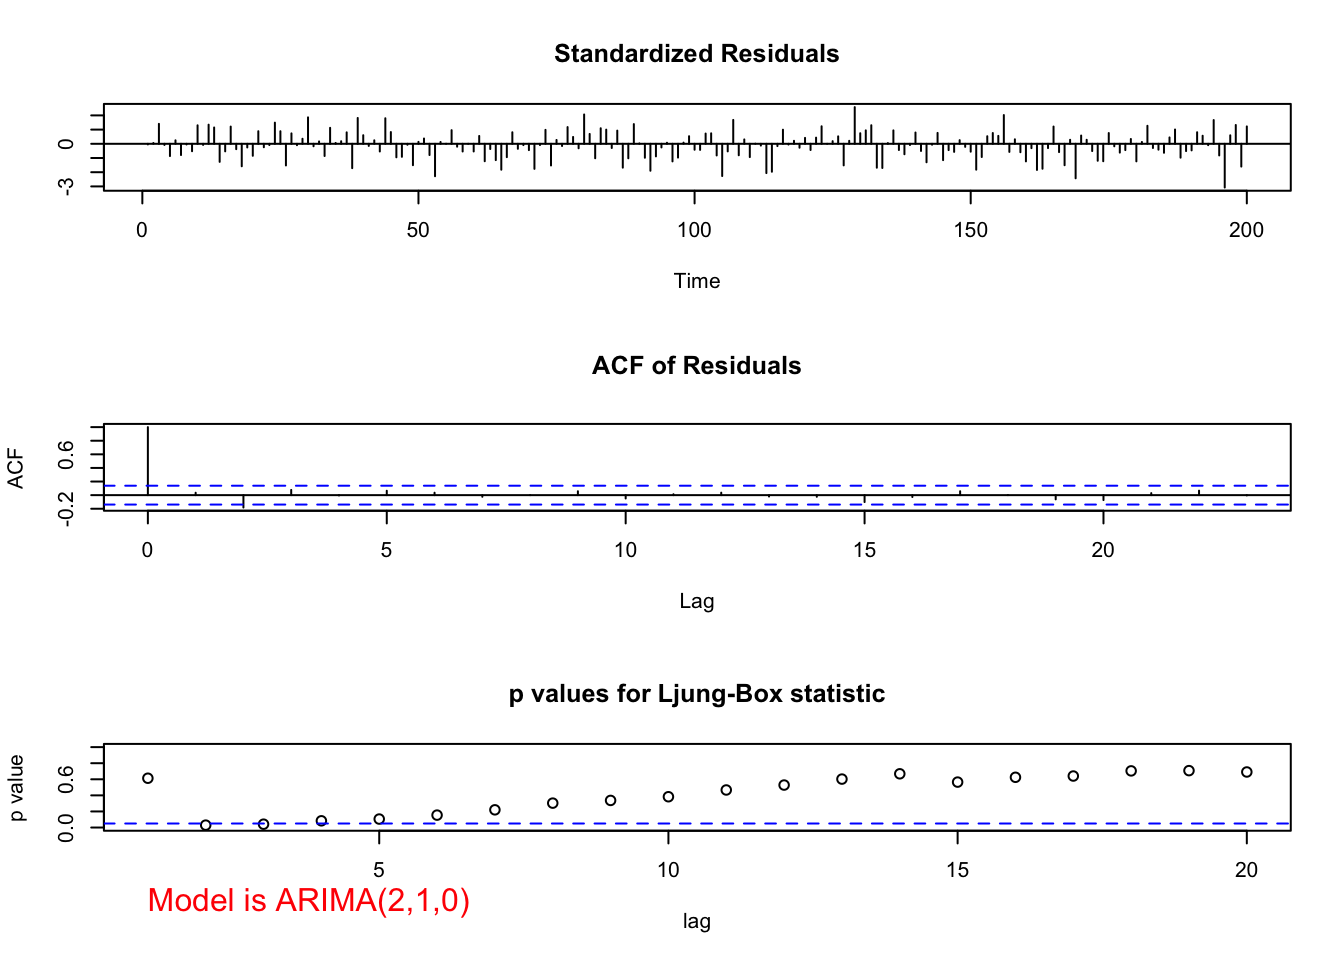 Standardized Residuals
0
-3
0 50 100 150 200
Time
ACF of Residuals
ACF
0.6
-0.2
0 5 10 15 20
Lag
p values for Ljung-Box statistic
p value
0.6
0.0
5 10 15 20
Model is ARIMA(2,1,0)
lag